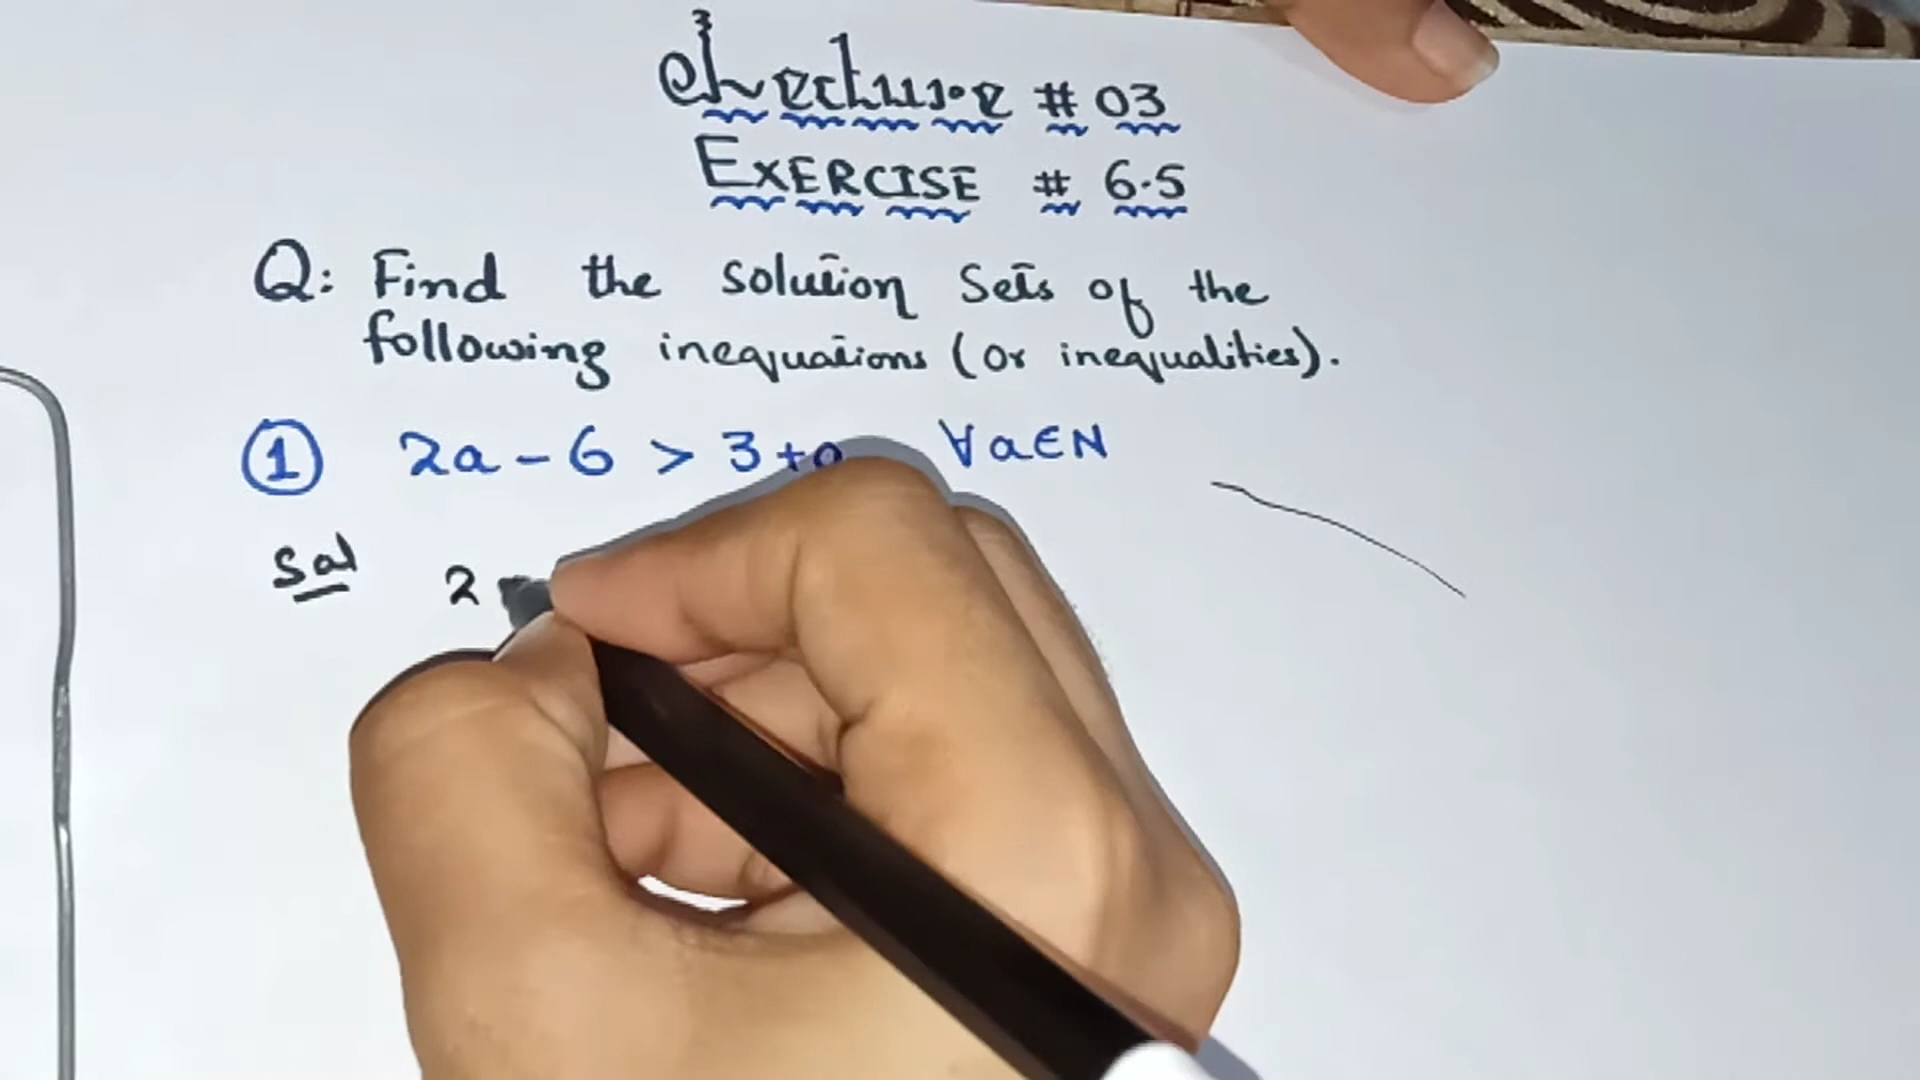 Lecture # 03
EXERCISE # 6.5
Q: Find the solution Sets of the
following inequations (or inequalities).
1 2a - 6 > 3 + a ∀ a ∈ N
Sol 2